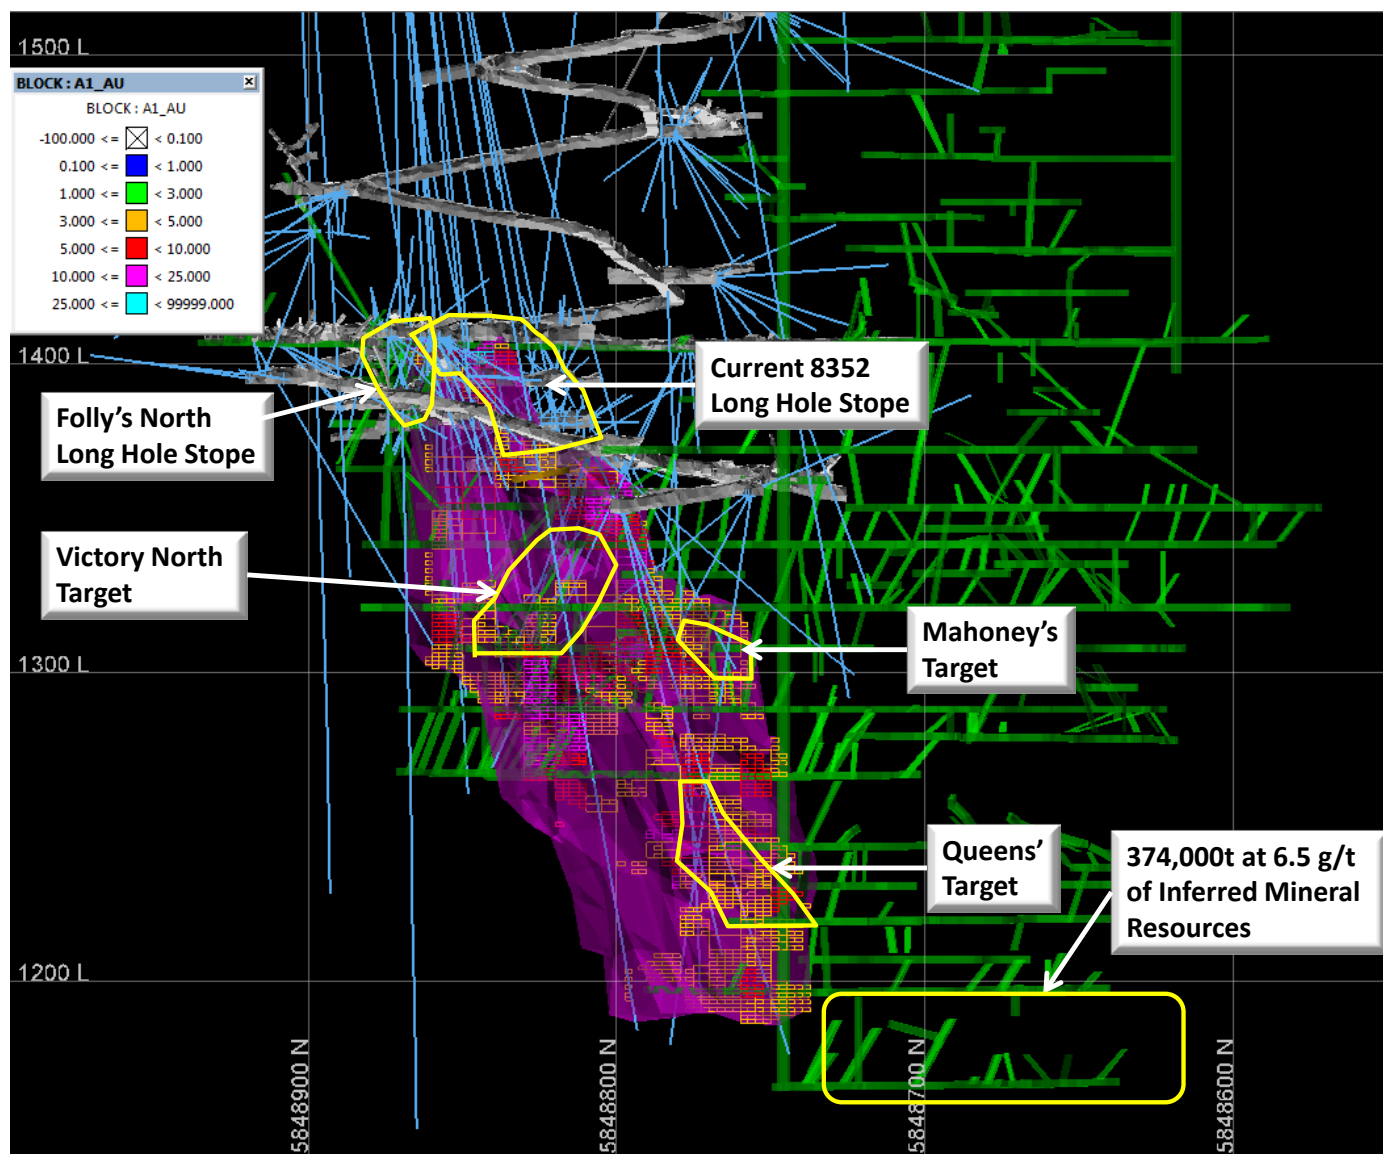 1500 L
BLOCK : A1_AU
BLOCK : A1_AU
-100.000 <= < 0.100
0.100 <= < 1.000
1.000 <= < 3.000
3.000 <= < 5.000
5.000 <= < 10.000
10.000 <= < 25.000
25.000 <= < 99999.000
1400 L
Current 8352
Long Hole Stope
Folly's North
Long Hole Stope
Victory North
Target
Mahoney's
Target
1300 L
Queens'
Target
374,000t at 6.5 g/t
of Inferred Mineral
Resources
1200 L
5848900 N
5848800 N
5848700 N
5848600 N